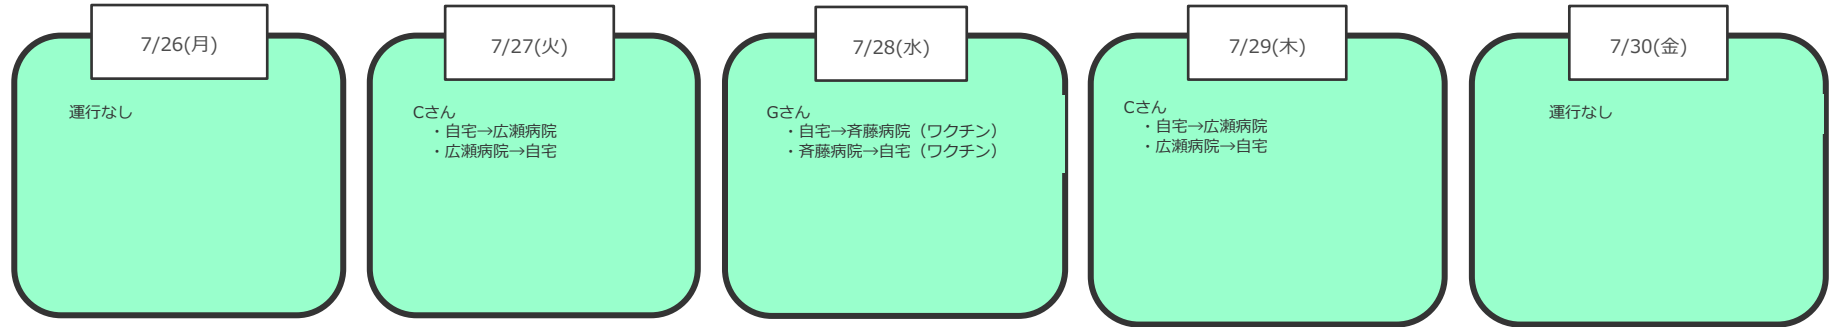 7/26(月)
運行なし
7/27(火)
Cさん
・自宅→広瀬病院
・広瀬病院→自宅
7/28(水)
Gさん
・自宅→斉藤病院（ワクチン）
・斉藤病院→自宅（ワクチン）
7/29(木)
Cさん
・自宅→広瀬病院
・広瀬病院→自宅
7/30(金)
運行なし